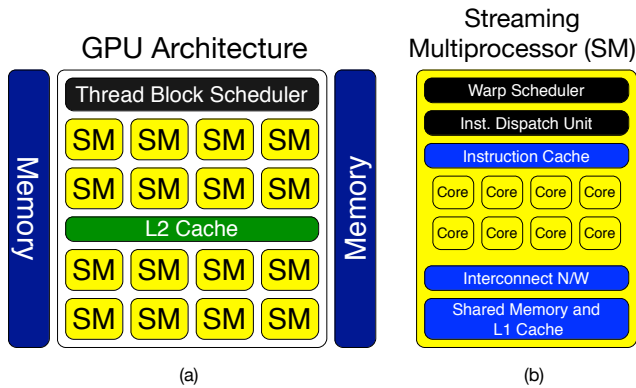 GPU Architecture
Memory
Thread Block Scheduler
SM SM SM SM
SM SM SM SM
L2 Cache
SM SM SM SM
SM SM SM SM
Memory
(a)
Streaming
Multiprocessor (SM)
Warp Scheduler
Inst. Dispatch Unit
Instruction Cache
Core Core Core Core
Core Core Core Core
Interconnect N/W
Shared Memory and
L1 Cache
(b)